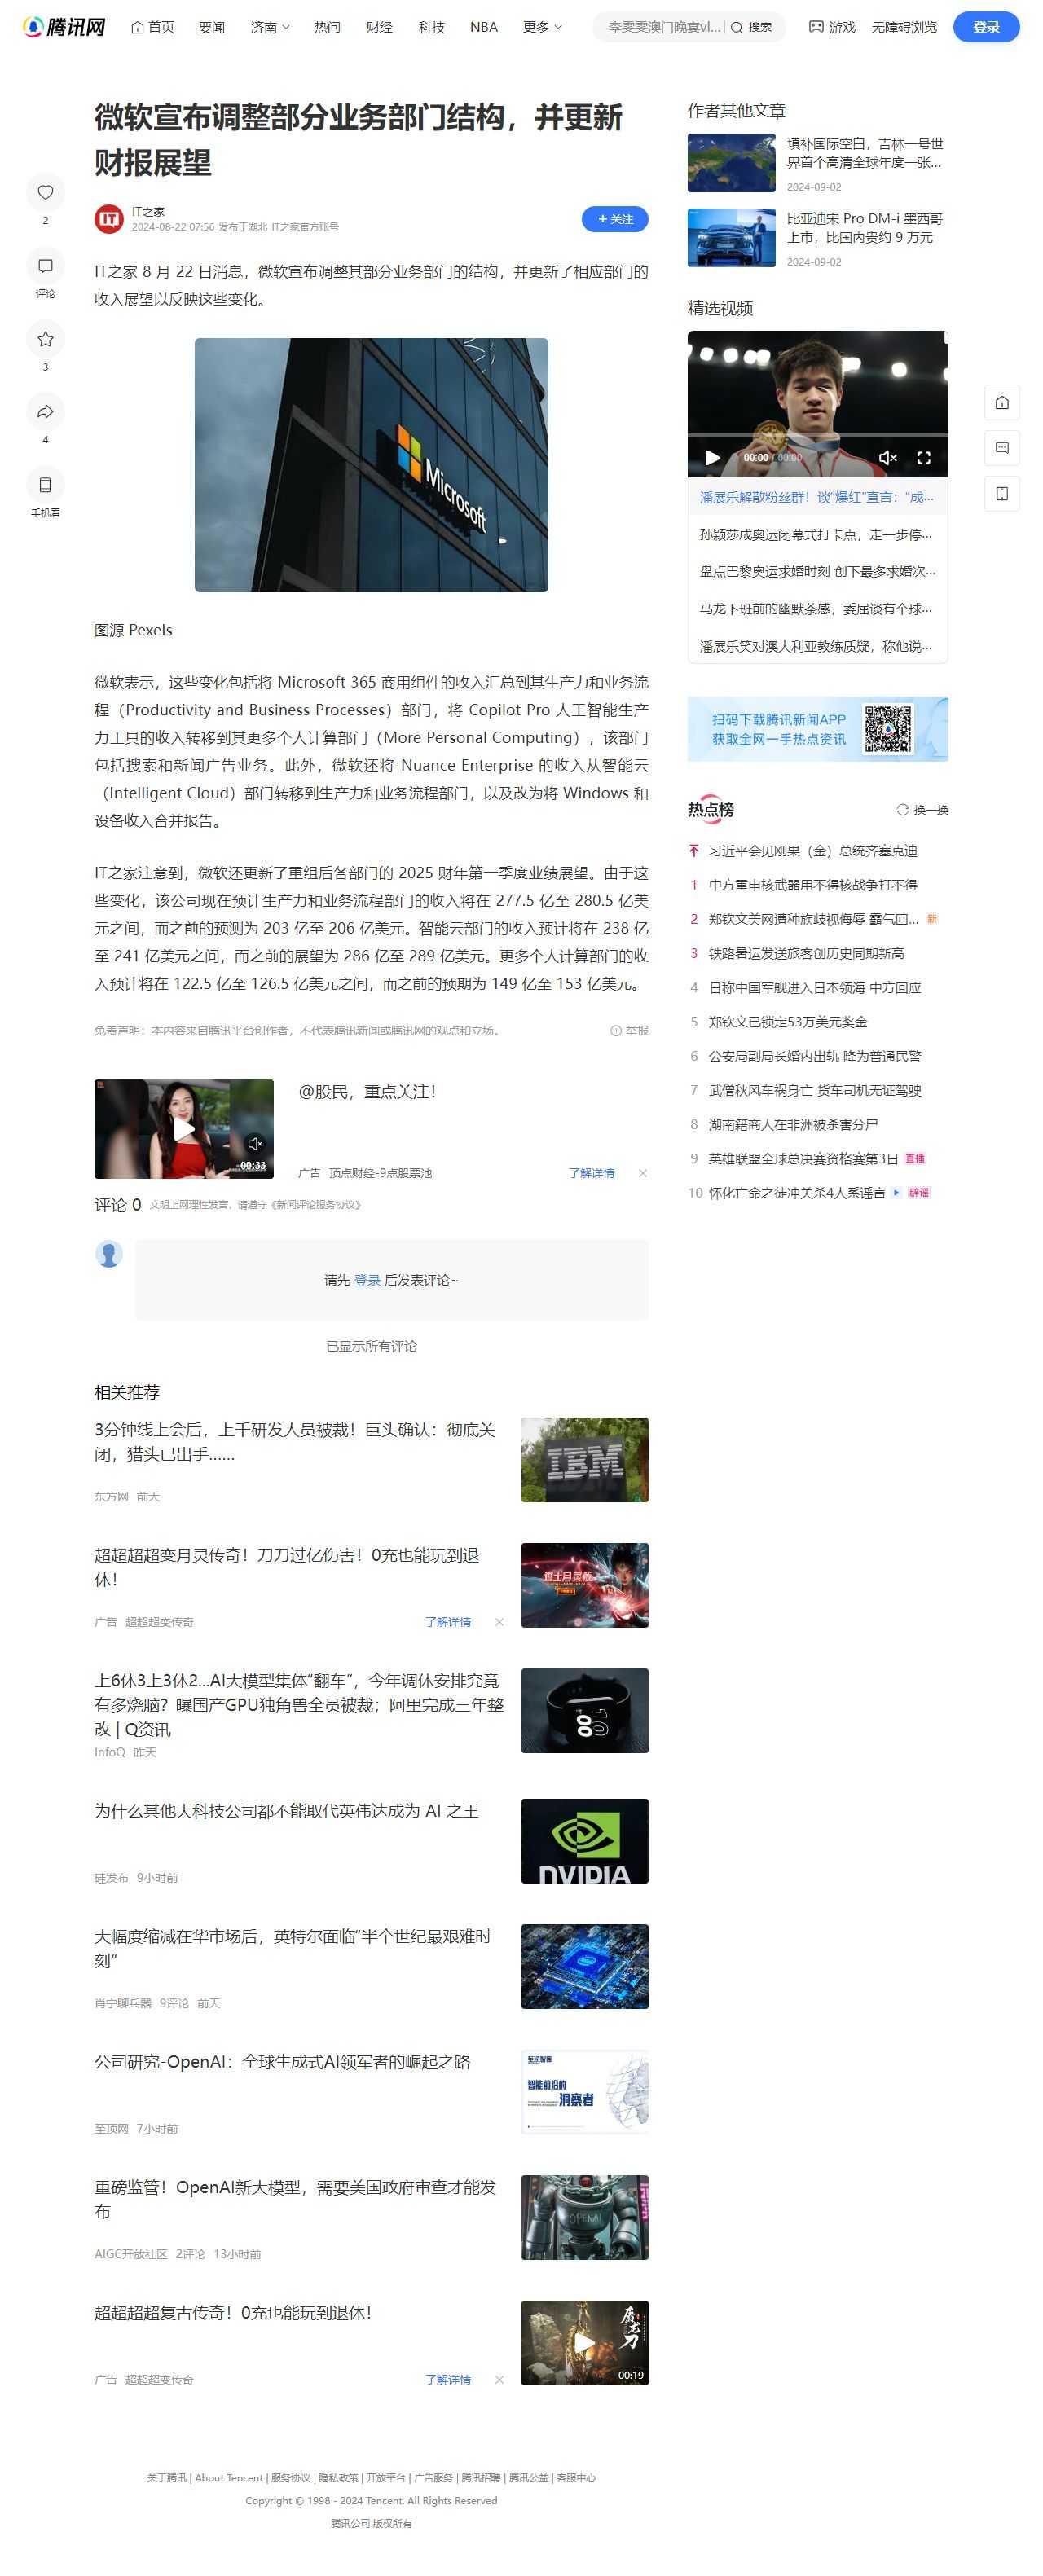 腾讯网
首页
要闻
济南
热问
财经
科技
NBA
更多
李雯雯澳门晚宴vl...
搜索
游戏
无障碍浏览
登录
微软宣布调整部分业务部门结构，并更新
财报展望
IT之家
2024-08-22 07:56 发布于湖北 IT之家官方账号
+ 关注
2
评论
3
4
手机看
IT之家 8 月 22 日消息，微软宣布调整其部分业务部门的结构，并更新了相应部门的
收入展望以反映这些变化。
Microsoft
图源 Pexels
微软表示，这些变化包括将 Microsoft 365 商用组件的收入汇总到其生产力和业务流
程（Productivity and Business Processes）部门，将 Copilot Pro 人工智能生产
力工具的收入转移到其更多个人计算部门（More Personal Computing），该部门
包括搜索和新闻广告业务。此外，微软还将 Nuance Enterprise 的收入从智能云
（Intelligent Cloud）部门转移到生产力和业务流程部门，以及改为将 Windows 和
设备收入合并报告。
IT之家注意到，微软还更新了重组后各部门的 2025 财年第一季度业绩展望。由于这
些变化，该公司现在预计生产力和业务流程部门的收入将在 277.5 亿至 280.5 亿美
元之间，而之前的预测为 203 亿至 206 亿美元。智能云部门的收入预计将在 238 亿
至 241 亿美元之间，而之前的展望为 286 亿至 289 亿美元。更多个人计算部门的收
入预计将在 122.5 亿至 126.5 亿美元之间，而之前的预期为 149 亿至 153 亿美元。
免责声明：本内容来自腾讯平台创作者，不代表腾讯新闻或腾讯网的观点和立场。
举报
00:33
@股民，重点关注！
广告 顶点财经-9点股票池
了解详情
评论 0 文明上网理性发言，请遵守《新闻评论服务协议》
请先 登录 后发表评论~
已显示所有评论
相关推荐
3分钟线上会后，上千研发人员被裁！巨头确认：彻底关
闭，猎头已出手……
东方网 前天
IBM
超超超超变月灵传奇！刀刀过亿伤害！0充也能玩到退
休！
广告 超超超变传奇
了解详情
道士月灵版
上6休3上3休2...AI大模型集体“翻车”，今年调休安排究竟
有多烧脑？曝国产GPU独角兽全员被裁；阿里完成三年整
改 | Q资讯
InfoQ 昨天
为什么其他大科技公司都不能取代英伟达成为 AI 之王
硅发布 9小时前
NVIDIA
大幅度缩减在华市场后，英特尔面临“半个世纪最艰难时
刻”
肖宁聊兵器 9评论 前天
公司研究-OpenAI：全球生成式AI领军者的崛起之路
至顶网 7小时前
至顶智库
智能前沿的
洞察者
重磅监管！OpenAI新大模型，需要美国政府审查才能发
布
AIGC开放社区 2评论 13小时前
OPENAI
超超超超复古传奇！0充也能玩到退休！
广告 超超超变传奇
了解详情
屠龙刀
00:19
作者其他文章
填补国际空白，吉林一号世
界首个高清全球年度一张...
2024-09-02
比亚迪宋 Pro DM-i 墨西哥
上市，比国内贵约 9 万元
2024-09-02
精选视频
00:00 / 00:00
潘展乐解散粉丝群！谈“爆红”直言：“成...
孙颖莎成奥运闭幕式打卡点，走一步停...
盘点巴黎奥运求婚时刻 创下最多求婚次...
马龙下班前的幽默茶感，委屈谈有个球...
潘展乐笑对澳大利亚教练质疑，称他说...
扫码下载腾讯新闻APP
获取全网一手热点资讯
热点榜
换一换
习近平会见刚果（金）总统齐塞克迪
1 中方重申核武器用不得核战争打不得
2 郑钦文美网遭种族歧视侮辱 霸气回... 新
3 铁路暑运发送旅客创历史同期新高
4 日称中国军舰进入日本领海 中方回应
5 郑钦文已锁定53万美元奖金
6 公安局副局长婚内出轨 降为普通民警
7 武僧秋风车祸身亡 货车司机无证驾驶
8 湖南籍商人在非洲被杀害分尸
9 英雄联盟全球总决赛资格赛第3日 直播
10 怀化亡命之徒冲关杀4人系谣言 辟谣
关于腾讯 | About Tencent | 服务协议 | 隐私政策 | 开放平台 | 广告服务 | 腾讯招聘 | 腾讯公益 | 客服中心
Copyright © 1998 - 2024 Tencent. All Rights Reserved
腾讯公司 版权所有